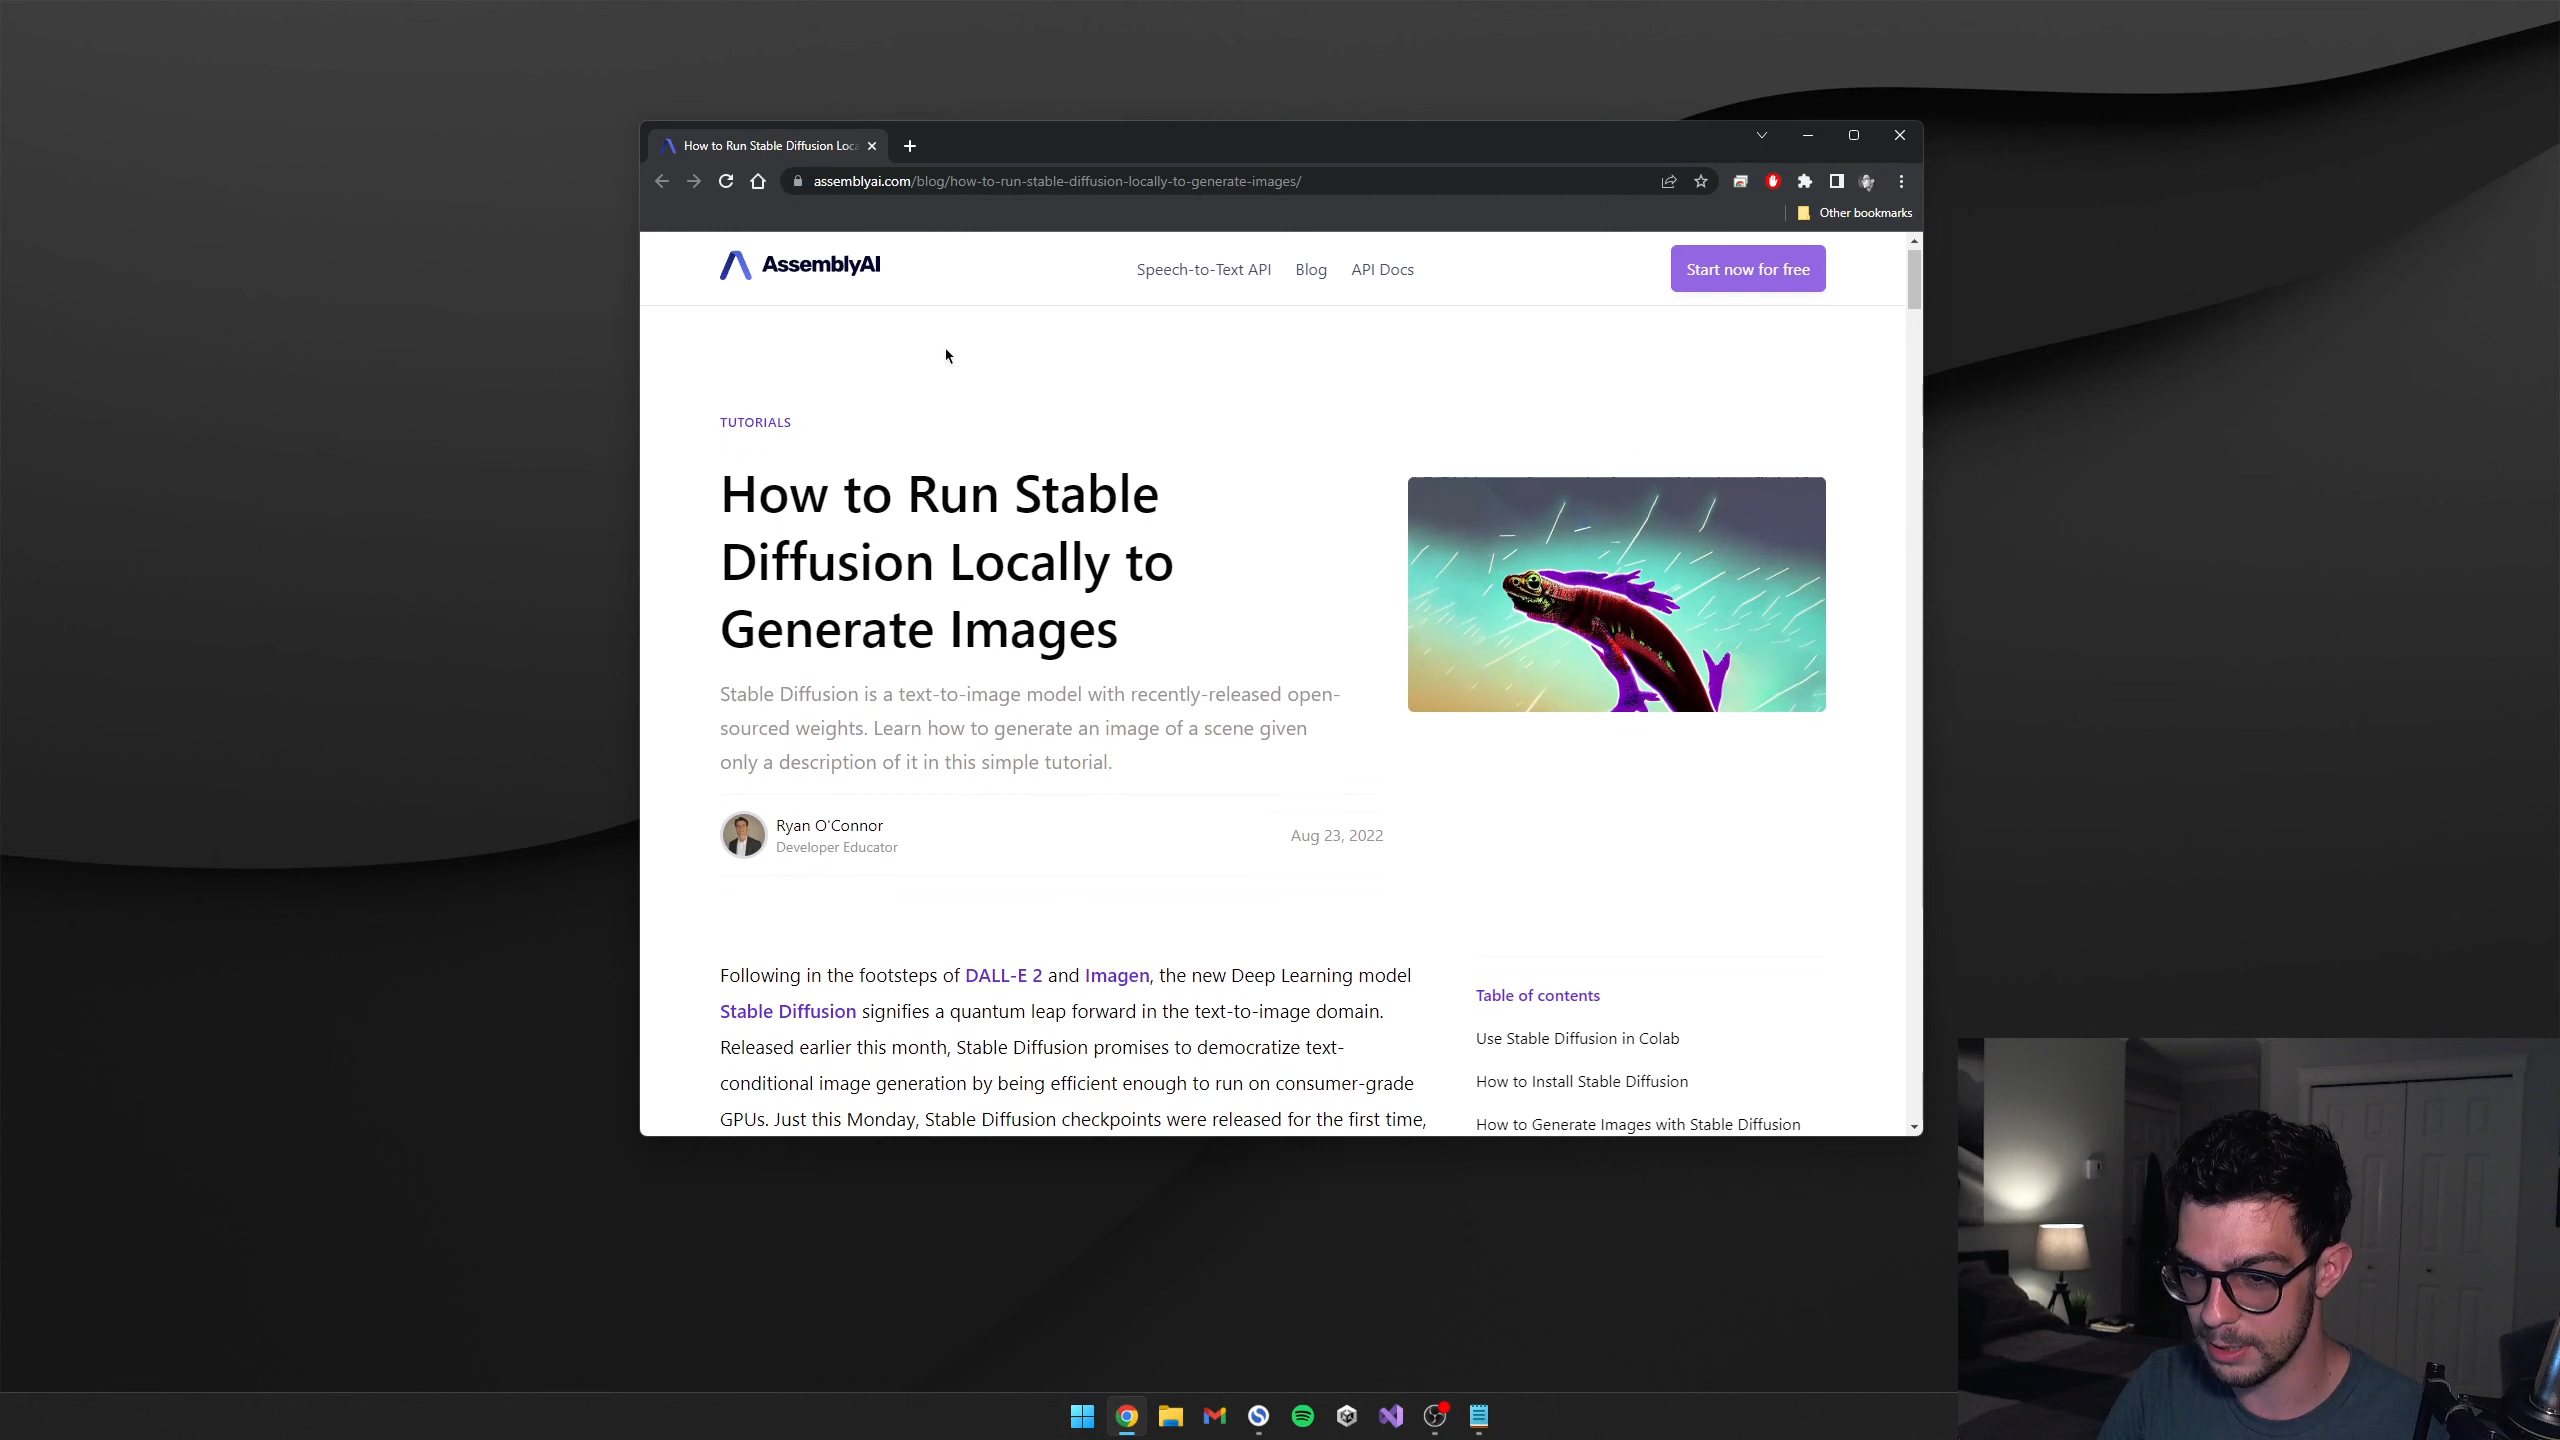 How to Run Stable Diffusion Loc
assemblyai.com/blog/how-to-run-stable-diffusion-locally-to-generate-images/
Other bookmarks
AssemblyAI
Speech-to-Text API
Blog
API Docs
Start now for free
TUTORIALS
How to Run Stable
Diffusion Locally to
Generate Images
Stable Diffusion is a text-to-image model with recently-released open-
sourced weights. Learn how to generate an image of a scene given
only a description of it in this simple tutorial.
Ryan O'Connor
Developer Educator
Aug 23, 2022
Following in the footsteps of DALL-E 2 and Imagen, the new Deep Learning model
Stable Diffusion signifies a quantum leap forward in the text-to-image domain.
Released earlier this month, Stable Diffusion promises to democratize text-
conditional image generation by being efficient enough to run on consumer-grade
GPUs. Just this Monday, Stable Diffusion checkpoints were released for the first time,
Table of contents
Use Stable Diffusion in Colab
How to Install Stable Diffusion
How to Generate Images with Stable Diffusion